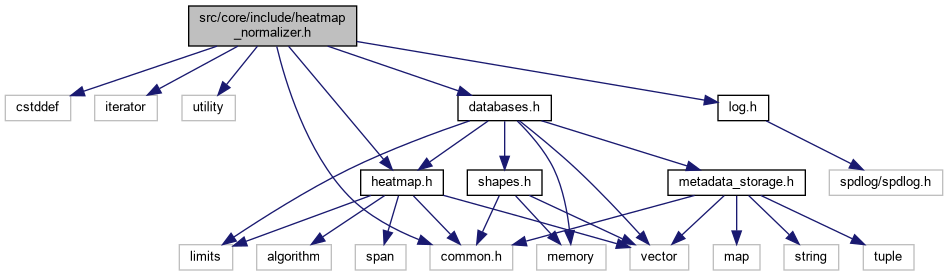 src/core/include/heatmap
_normalizer.h
cstddef
iterator
utility
databases.h
log.h
heatmap.h
shapes.h
metadata_storage.h
spdlog/spdlog.h
limits
algorithm
span
common.h
memory
vector
map
string
tuple